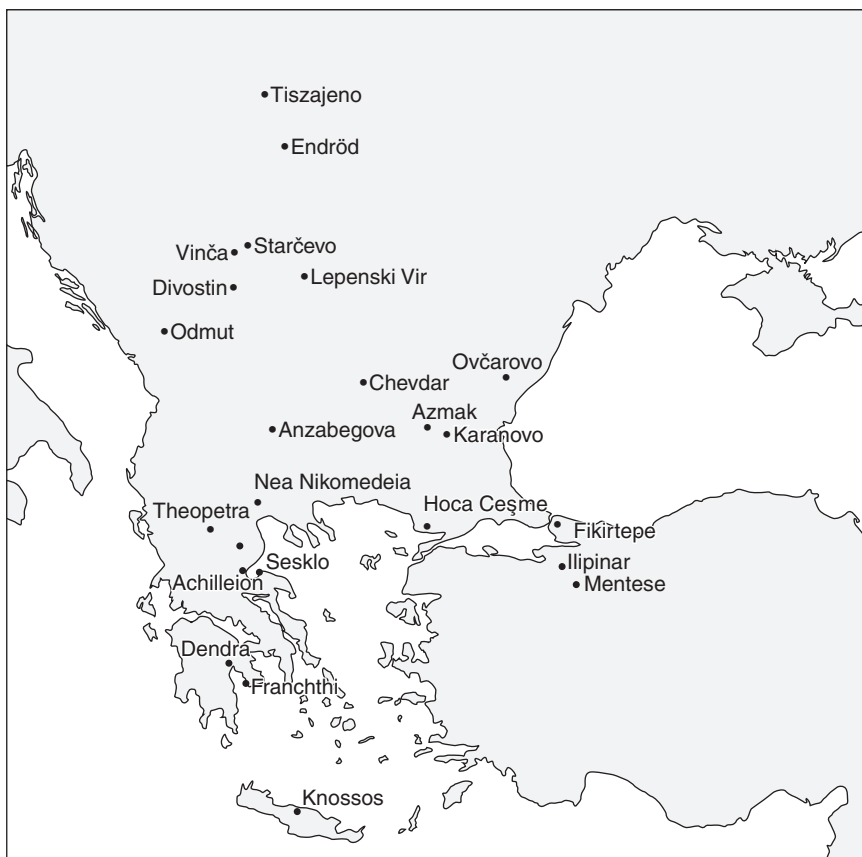 Tiszajeno
Endröd
Starčevo
Vinča
Lepenski Vir
Divostin
Odmut
Ovčarovo
Chevdar
Azmak
Anzabegova
Karanovo
Nea Nikomedeia
Theopetra
Hoca Ceşme
Fikirtepe
Sesklo
Ilipinar
Achilleion
Mentese
Dendra
Franchthi
Knossos